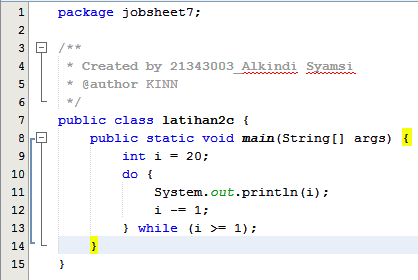 1 package jobsheet7;
2
3 /**
4 * Created by 21343003_Alkindi Syamsi
5 * @author KINN
6 */
7 public class latihan2c {
8 public static void main(String[] args) {
9 int i = 20;
10 do {
11 System.out.println(i);
12 i -= 1;
13 } while (i >= 1);
14 }
15 }